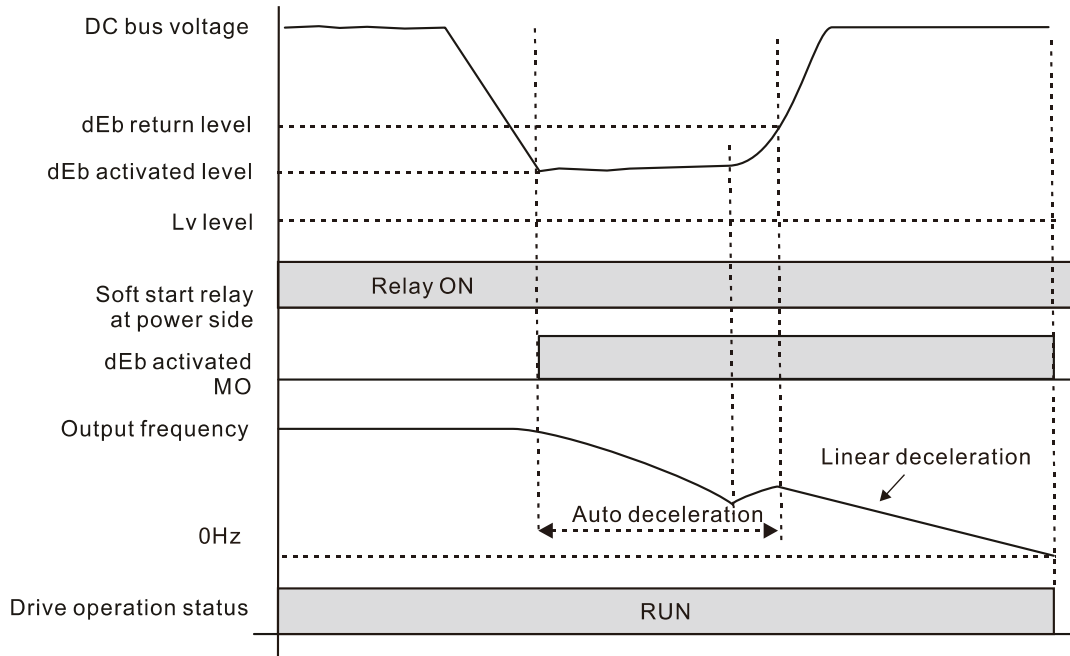 DC bus voltage
dEb return level
dEb activated level
Lv level
Relay ON
Soft start relay
at power side
dEb activated
MO
Output frequency
Linear deceleration
Auto deceleration
0Hz
Drive operation status
RUN